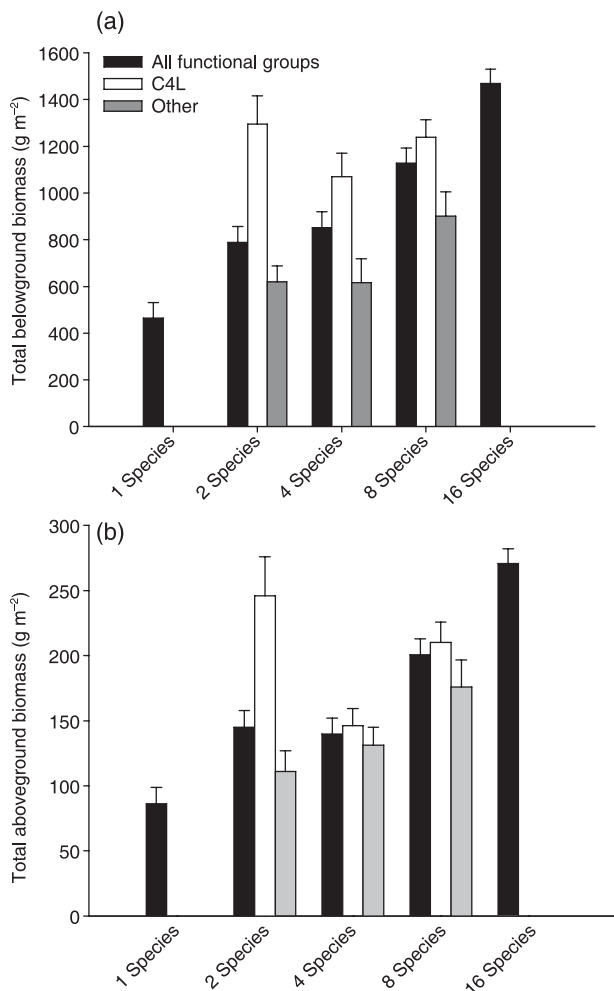 (a)
1600
1400
1200
1000
800
600
400
200
0
Total belowground biomass (g m⁻²)
All functional groups
C4L
Other
1 Species
2 Species
4 Species
8 Species
16 Species
(b)
300
250
200
150
100
50
0
Total aboveground biomass (g m⁻²)
1 Species
2 Species
4 Species
8 Species
16 Species